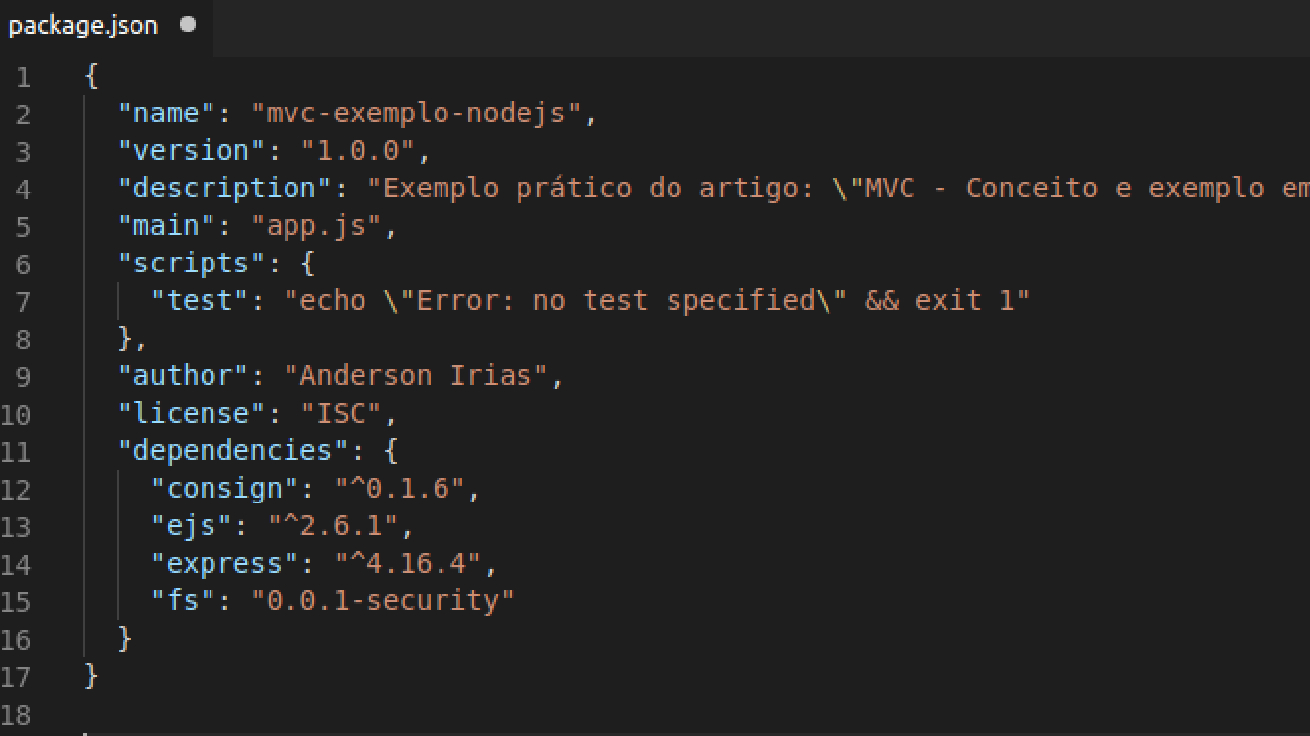 package.json
1 {
2 "name": "mvc-exemplo-nodejs",
3 "version": "1.0.0",
4 "description": "Exemplo prático do artigo: \"MVC - Conceito e exemplo em
5 "main": "app.js",
6 "scripts": {
7 "test": "echo \"Error: no test specified\" && exit 1"
8 },
9 "author": "Anderson Irias",
10 "license": "ISC",
11 "dependencies": {
12 "consign": "^0.1.6",
13 "ejs": "^2.6.1",
14 "express": "^4.16.4",
15 "fs": "0.0.1-security"
16 }
17 }
18